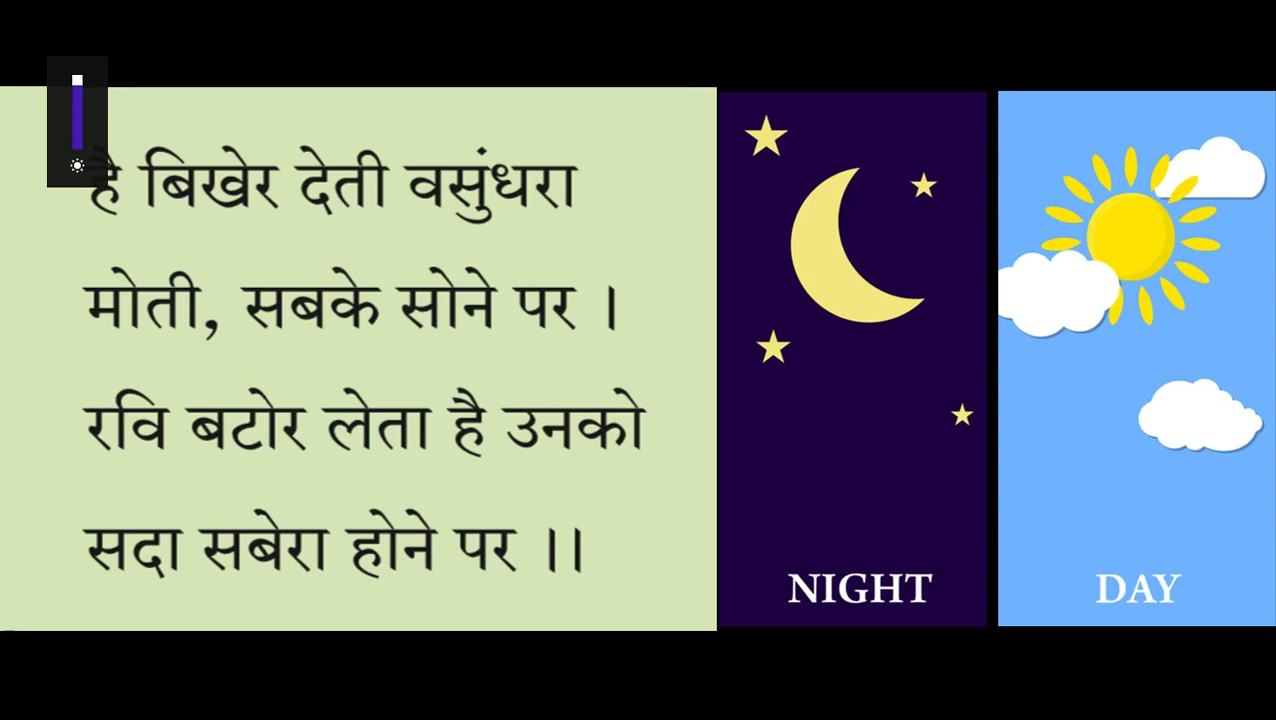 है बिखेर देती वसुंधरा
मोती, सबके सोने पर ।
रवि बटोर लेता है उनको
सदा सबेरा होने पर ।।
NIGHT
DAY